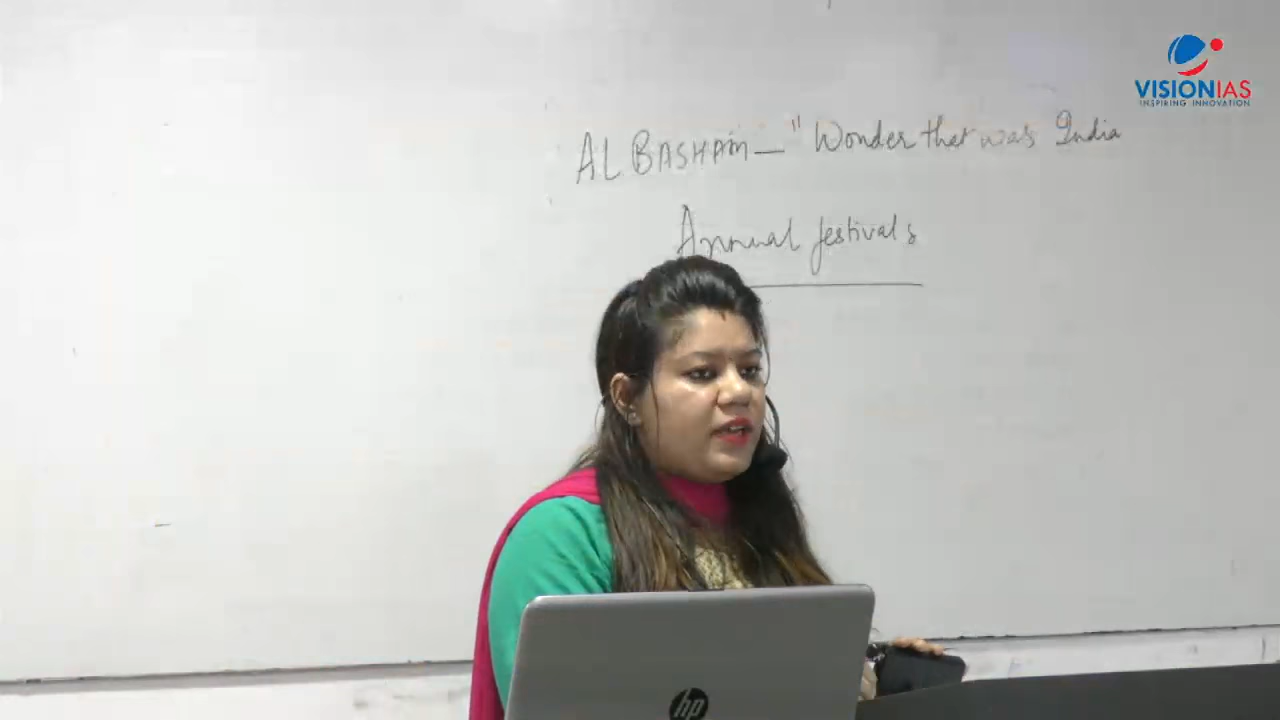 VISIONIAS
INSPIRING INNOVATION
AL BASHAM — " Wonder that was India
Annual festivals
hp